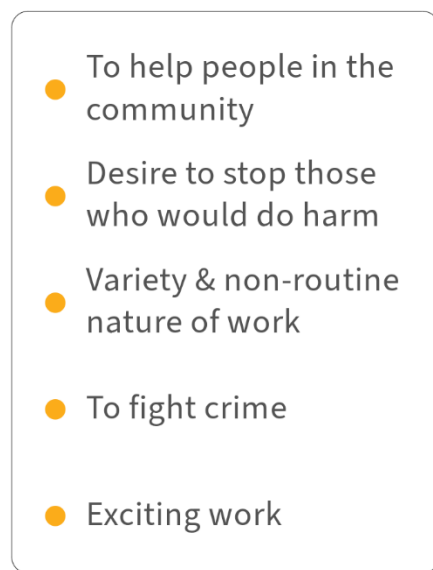 To help people in the
community
Desire to stop those
who would do harm
Variety & non-routine
nature of work
To fight crime
Exciting work